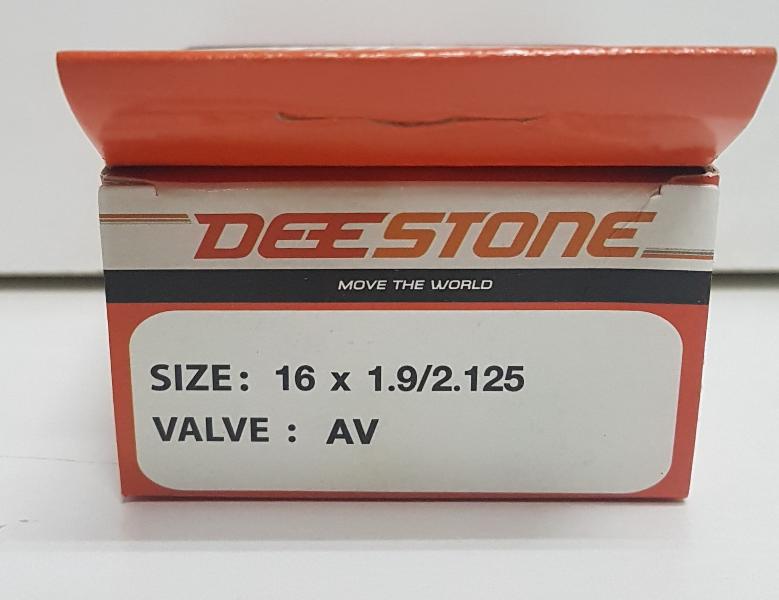 DEESTONE
MOVE THE WORLD
SIZE: 16 x 1.9/2.125
VALVE : AV